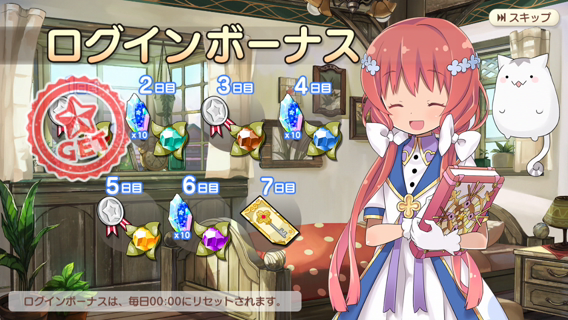 ログインボーナス
スキップ
GET
2日目
3日目
4日目
x10
x10
5日目
6日目
7日目
x10
ログインボーナスは、毎日00:00にリセットされます。